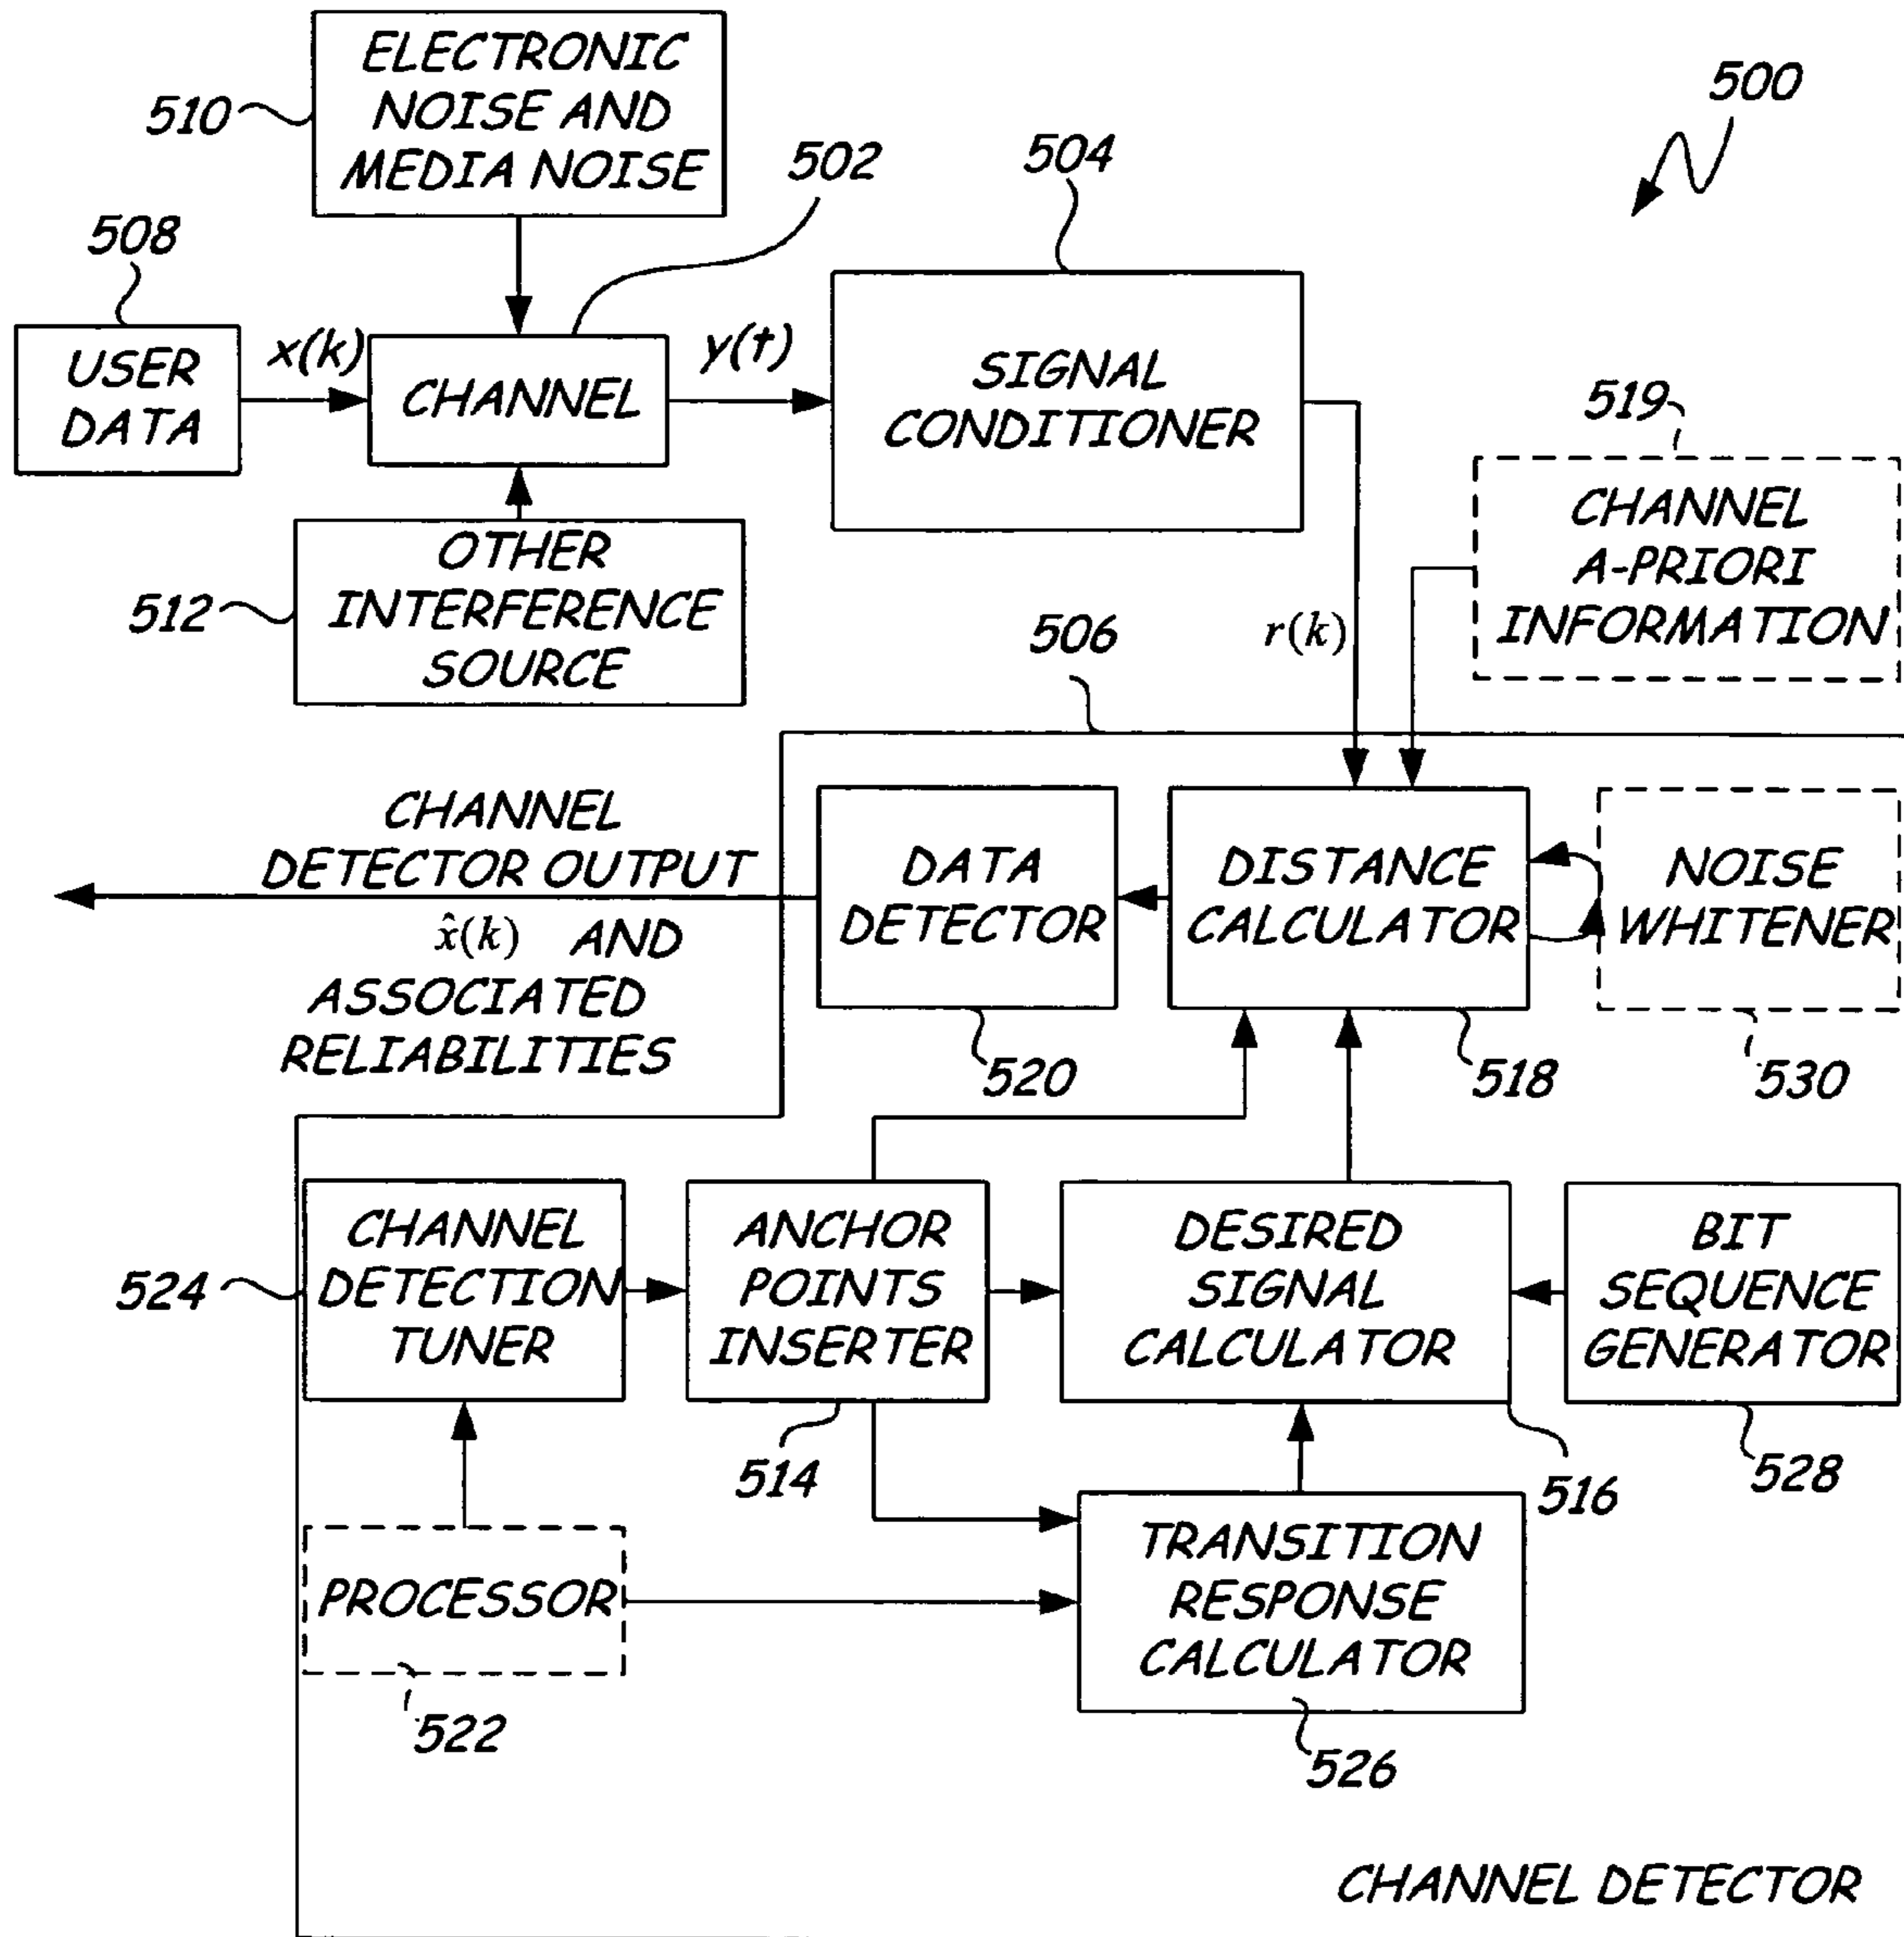 ELECTRONIC
NOISE AND
MEDIA NOISE
510
500
502
504
508
USER
DATA
x(k)
CHANNEL
y(t)
SIGNAL
CONDITIONER
519
CHANNEL
A-PRIORI
INFORMATION
OTHER
INTERFERENCE
SOURCE
512
506
r(k)
CHANNEL
DETECTOR OUTPUT
x̂(k) AND
ASSOCIATED
RELIABILITIES
DATA
DETECTOR
DISTANCE
CALCULATOR
NOISE
WHITENER
520
518
530
CHANNEL
DETECTION
TUNER
524
ANCHOR
POINTS
INSERTER
DESIRED
SIGNAL
CALCULATOR
BIT
SEQUENCE
GENERATOR
514
516
528
PROCESSOR
522
TRANSITION
RESPONSE
CALCULATOR
526
CHANNEL DETECTOR